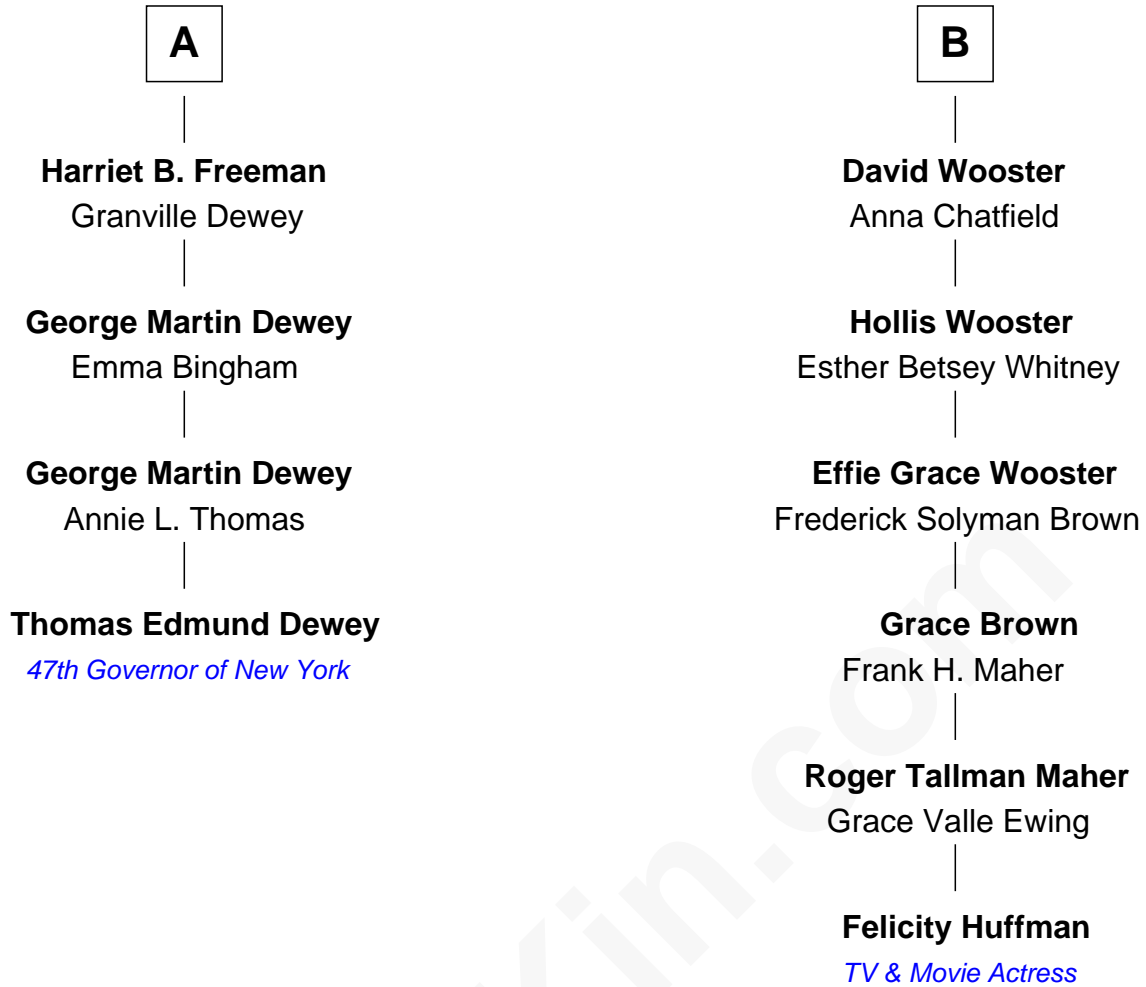 A
Harriet B. Freeman
Granville Dewey
George Martin Dewey
Emma Bingham
George Martin Dewey
Annie L. Thomas
Thomas Edmund Dewey
47th Governor of New York
B
David Wooster
Anna Chatfield
Hollis Wooster
Esther Betsey Whitney
Effie Grace Wooster
Frederick Solyman Brown
Grace Brown
Frank H. Maher
Roger Tallman Maher
Grace Valle Ewing
Felicity Huffman
TV & Movie Actress
Kin.com